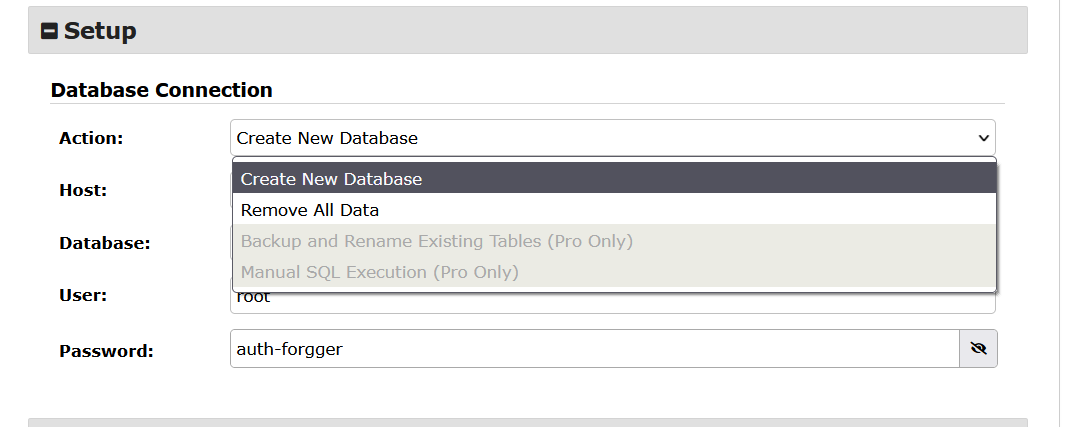 Setup
Database Connection
Action:
Create New Database
Create New Database
Host:
Remove All Data
Database:
Backup and Rename Existing Tables (Pro Only)
Manual SQL Execution (Pro Only)
User:
root
Password:
auth-forgger